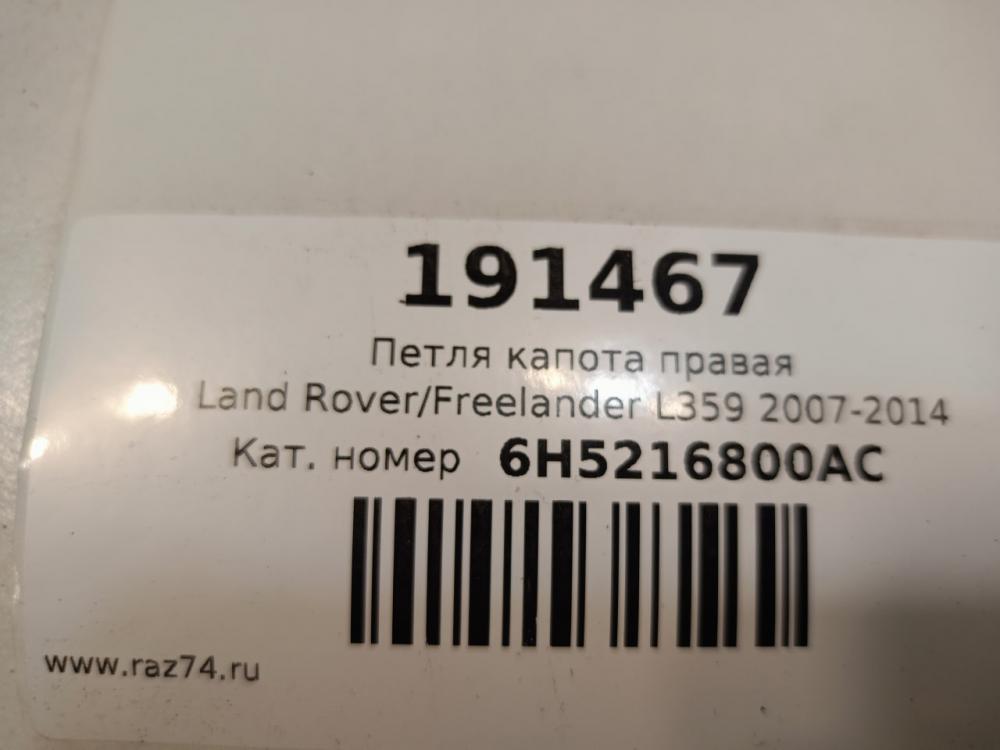 191467
Петля капота правая
Land Rover/Freelander L359 2007-2014
Кат. номер 6H5216800AC
www.raz74.ru